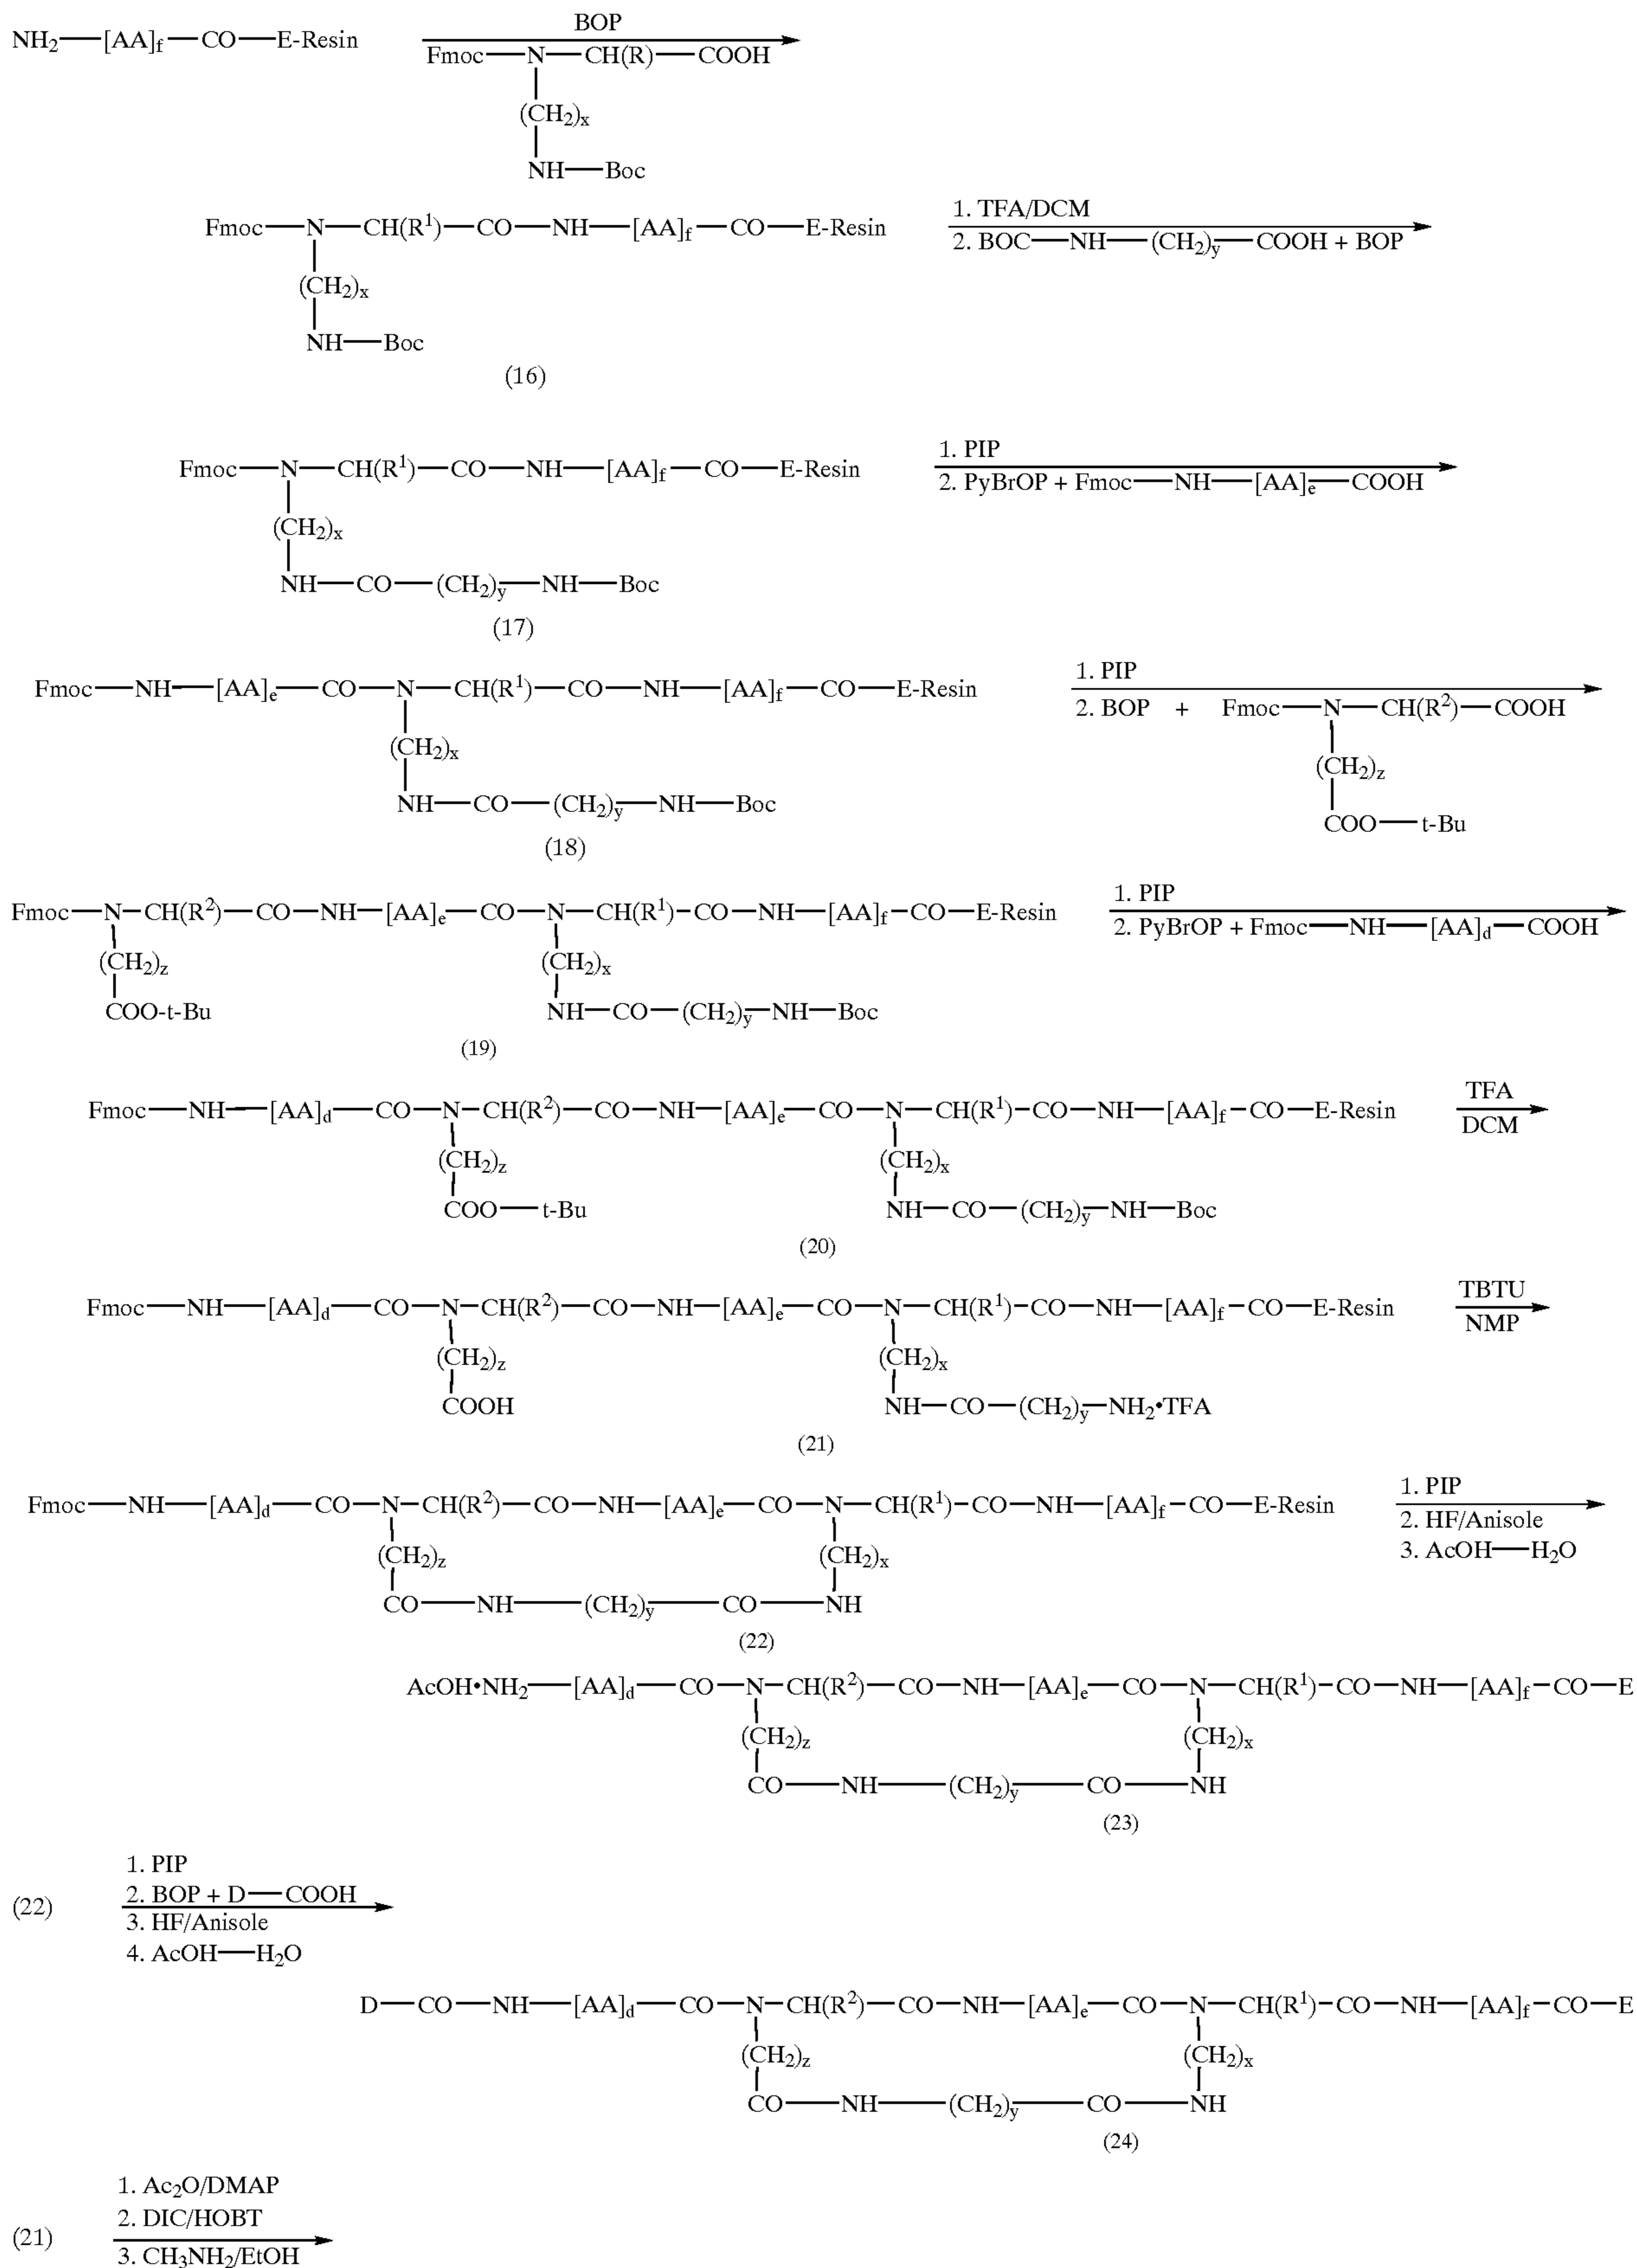 BOP
NH₂—[AA]f—CO—E-Resin
Fmoc—N—CH(R)—COOH
(CH₂)x
NH—Boc
Fmoc—N—CH(R¹)—CO—NH—[AA]f—CO—E-Resin
(CH₂)x
NH—Boc
(16)
1. TFA/DCM
2. BOC—NH—(CH₂)y—COOH + BOP
Fmoc—N—CH(R¹)—CO—NH—[AA]f—CO—E-Resin
(CH₂)x
NH—CO—(CH₂)y—NH—Boc
(17)
1. PIP
2. PyBrOP + Fmoc—NH—[AA]e—COOH
Fmoc—NH—[AA]e—CO—N—CH(R¹)—CO—NH—[AA]f—CO—E-Resin
(CH₂)x
NH—CO—(CH₂)y—NH—Boc
(18)
1. PIP
2. BOP + Fmoc—N—CH(R²)—COOH
(CH₂)z
COO—t-Bu
Fmoc—N—CH(R²)—CO—NH—[AA]e—CO—N—CH(R¹)—CO—NH—[AA]f—CO—E-Resin
(CH₂)z (CH₂)x
COO-t-Bu NH—CO—(CH₂)y—NH—Boc
(19)
1. PIP
2. PyBrOP + Fmoc—NH—[AA]d—COOH
Fmoc—NH—[AA]d—CO—N—CH(R²)—CO—NH—[AA]e—CO—N—CH(R¹)—CO—NH—[AA]f—CO—E-Resin
(CH₂)z (CH₂)x
COO—t-Bu NH—CO—(CH₂)y—NH—Boc
(20)
TFA
DCM
Fmoc—NH—[AA]d—CO—N—CH(R²)—CO—NH—[AA]e—CO—N—CH(R¹)—CO—NH—[AA]f—CO—E-Resin
(CH₂)z (CH₂)x
COOH NH—CO—(CH₂)y—NH₂•TFA
(21)
TBTU
NMP
Fmoc—NH—[AA]d—CO—N—CH(R²)—CO—NH—[AA]e—CO—N—CH(R¹)—CO—NH—[AA]f—CO—E-Resin
(CH₂)z (CH₂)x
CO—NH—(CH₂)y—CO—NH
(22)
1. PIP
2. HF/Anisole
3. AcOH—H₂O
AcOH•NH₂—[AA]d—CO—N—CH(R²)—CO—NH—[AA]e—CO—N—CH(R¹)—CO—NH—[AA]f—CO—E
(CH₂)z (CH₂)x
CO—NH—(CH₂)y—CO—NH
(23)
(22)
1. PIP
2. BOP + D—COOH
3. HF/Anisole
4. AcOH—H₂O
D—CO—NH—[AA]d—CO—N—CH(R²)—CO—NH—[AA]e—CO—N—CH(R¹)—CO—NH—[AA]f—CO—E
(CH₂)z (CH₂)x
CO—NH—(CH₂)y—CO—NH
(24)
(21)
1. Ac₂O/DMAP
2. DIC/HOBT
3. CH₃NH₂/EtOH